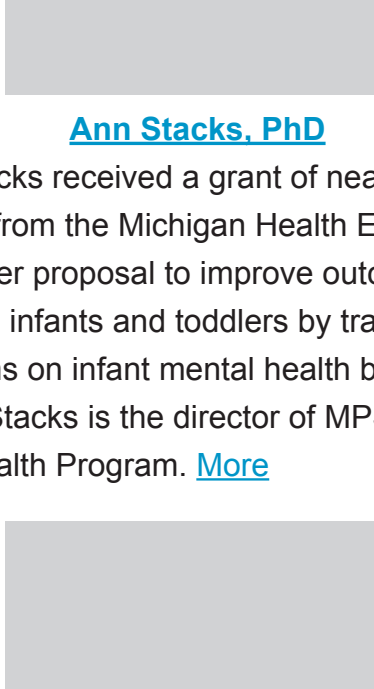 Ann Stacks, PhD
cks received a grant of nea
from the Michigan Health E
er proposal to improve outc
infants and toddlers by tra
s on infant mental health b
Stacks is the director of MP
alth Program. More